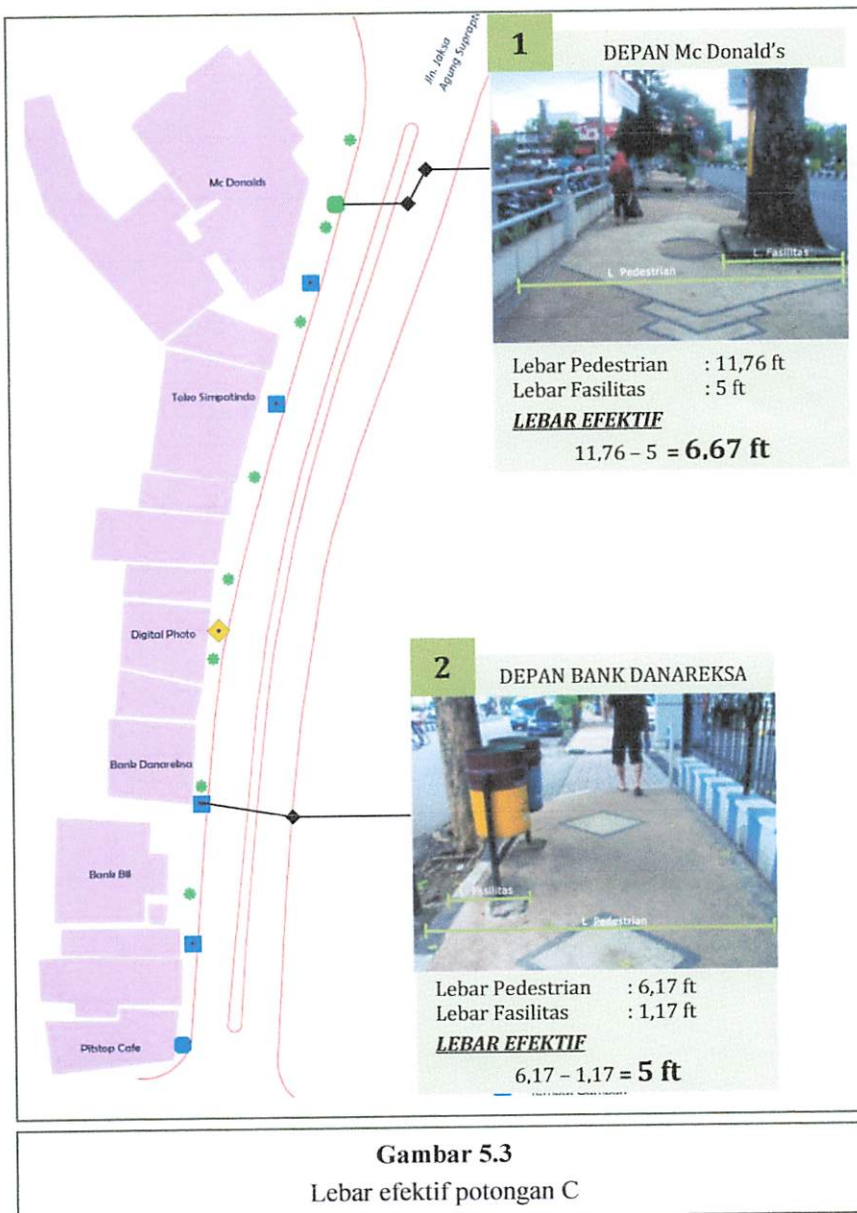 Jln. Jaksa
Agung Suprapto
Mc Donalds
Toko Simpatindo
Digital Photo
Bank Danareksa
Bank BII
Pitstop Cafe
1
DEPAN Mc Donald's
L. Pedestrian
L. Fasilitas
Lebar Pedestrian : 11,76 ft
Lebar Fasilitas : 5 ft
LEBAR EFEKTIF
11,76 – 5 = 6,67 ft
2
DEPAN BANK DANAREKSA
L. Fasilitas
L. Pedestrian
Lebar Pedestrian : 6,17 ft
Lebar Fasilitas : 1,17 ft
LEBAR EFEKTIF
6,17 – 1,17 = 5 ft
Gambar 5.3
Lebar efektif potongan C